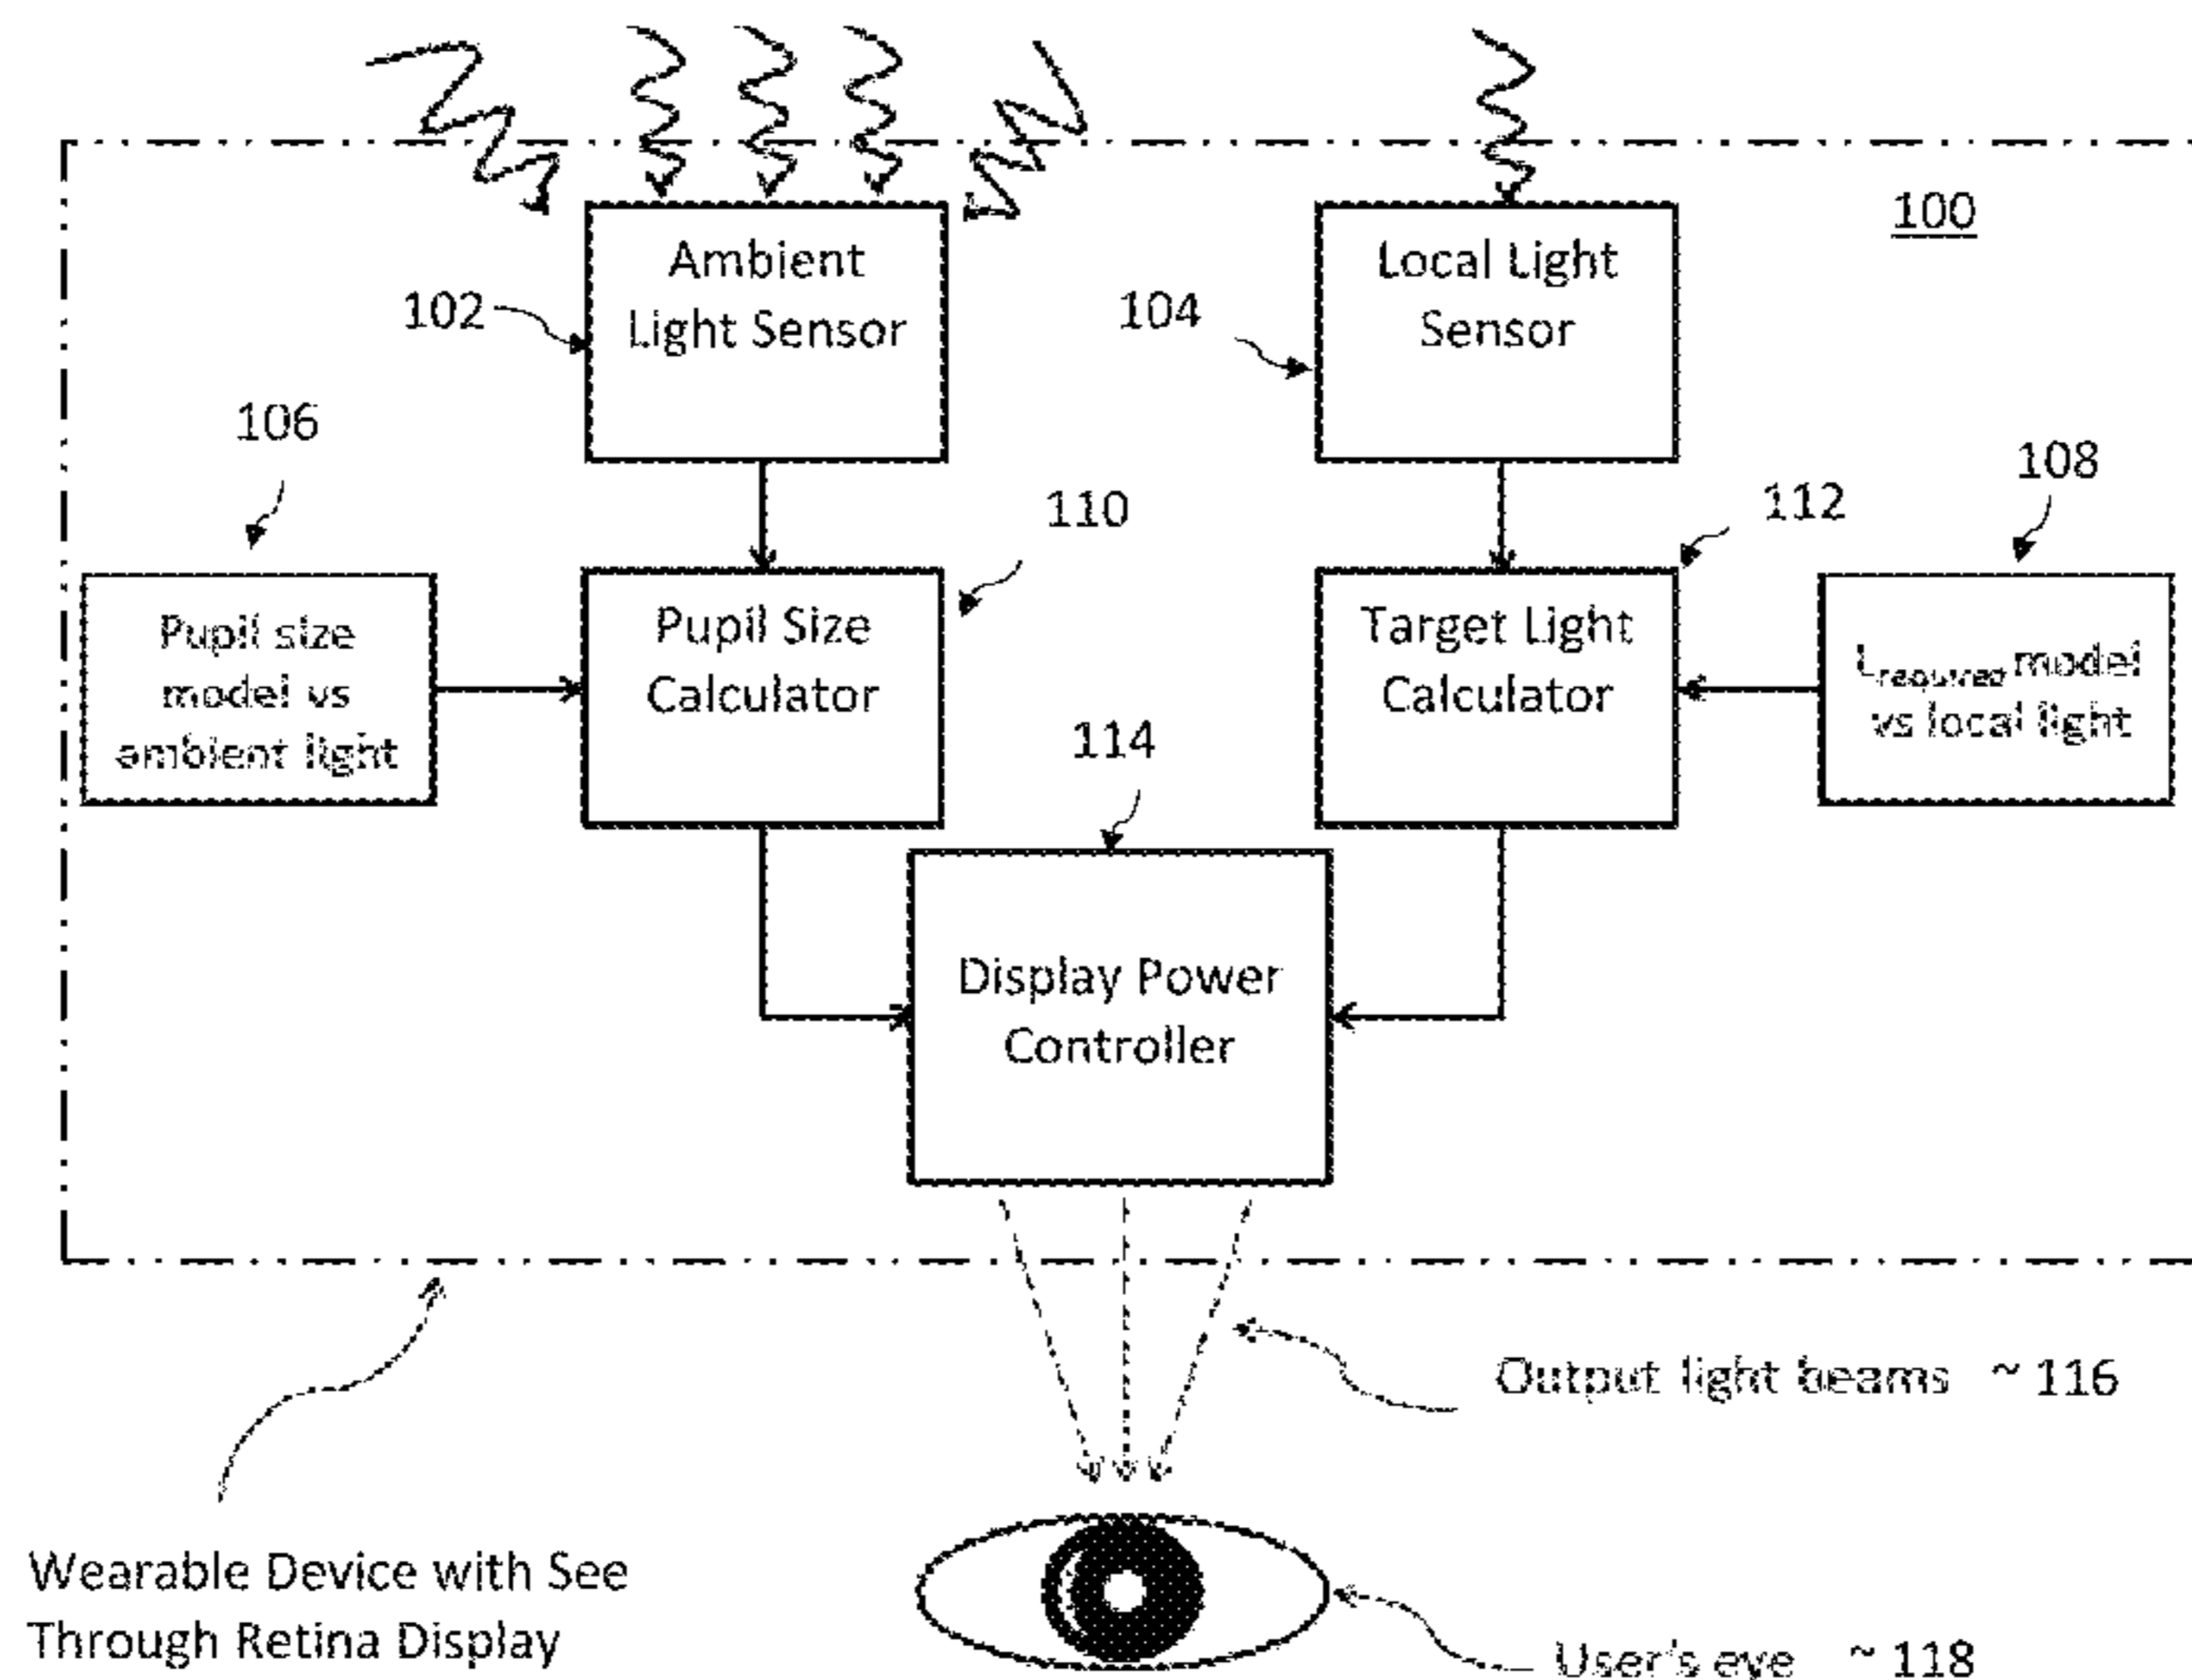 100
Ambient
Light Sensor
Local Light
Sensor
102
104
106
108
110
112
Pupil size
model vs
ambient light
Pupil Size
Calculator
Target Light
Calculator
Lrequired model
vs local light
114
Display Power
Controller
Output light beams ~ 116
Wearable Device with See
Through Retina Display
User's eye ~ 118